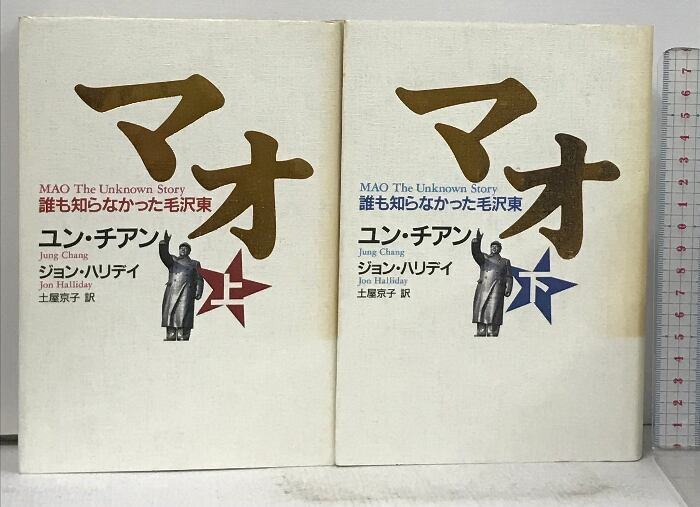 マオ
MAO The Unknown Story
誰も知らなかった毛沢東
ユン・チアン
Jung Chang
ジョン・ハリデイ
Jon Halliday
土屋京子 訳
上
マオ
MAO The Unknown Story
誰も知らなかった毛沢東
ユン・チアン
Jung Chang
ジョン・ハリデイ
Jon Halliday
土屋京子 訳
下